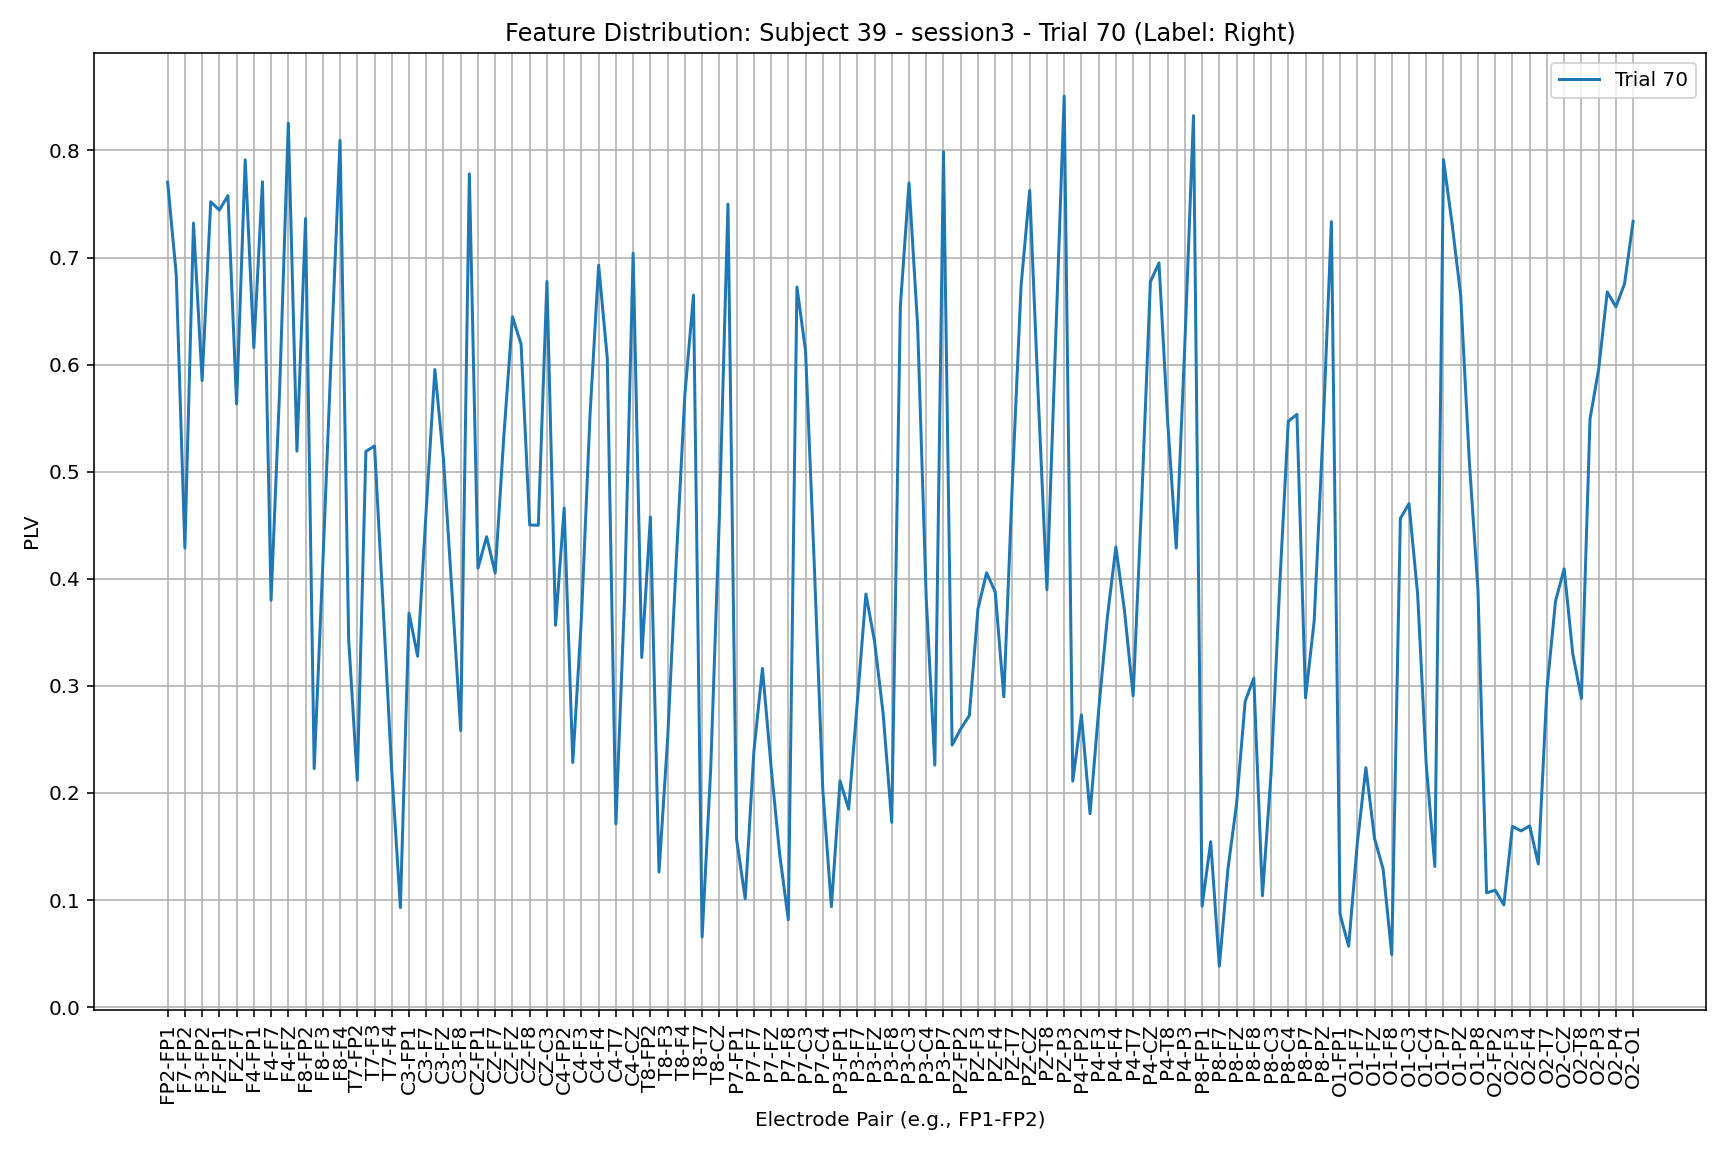 Feature Distribution: Subject 39 - session3 - Trial 70 (Label: Right)
Trial 70
PLV
0.8
0.7
0.6
0.5
0.4
0.3
0.2
0.1
0.0
FP2-FP1
F7-FP2
F3-FP2
FZ-FP1
FZ-F7
F4-FP1
F4-F7
F4-FZ
F8-FP2
F8-F3
F8-F4
T7-FP2
T7-F3
T7-F4
C3-FP1
C3-F7
C3-FZ
C3-F8
CZ-FP1
CZ-F7
CZ-FZ
CZ-F8
CZ-C3
C4-FP2
C4-F3
C4-F4
C4-T7
C4-CZ
T8-FP2
T8-F3
T8-F4
T8-T7
T8-CZ
P7-FP1
P7-F7
P7-FZ
P7-F8
P7-C3
P7-C4
P3-FP1
P3-F7
P3-FZ
P3-F8
P3-C3
P3-C4
P3-P7
PZ-FP2
PZ-F3
PZ-F4
PZ-T7
PZ-CZ
PZ-T8
PZ-P3
P4-FP2
P4-F3
P4-F4
P4-T7
P4-CZ
P4-T8
P4-P3
P8-FP1
P8-F7
P8-FZ
P8-F8
P8-C3
P8-C4
P8-P7
P8-PZ
O1-FP1
O1-F7
O1-FZ
O1-F8
O1-C3
O1-C4
O1-P7
O1-PZ
O1-P8
O2-FP2
O2-F3
O2-F4
O2-T7
O2-CZ
O2-T8
O2-P3
O2-P4
O2-O1
Electrode Pair (e.g., FP1-FP2)